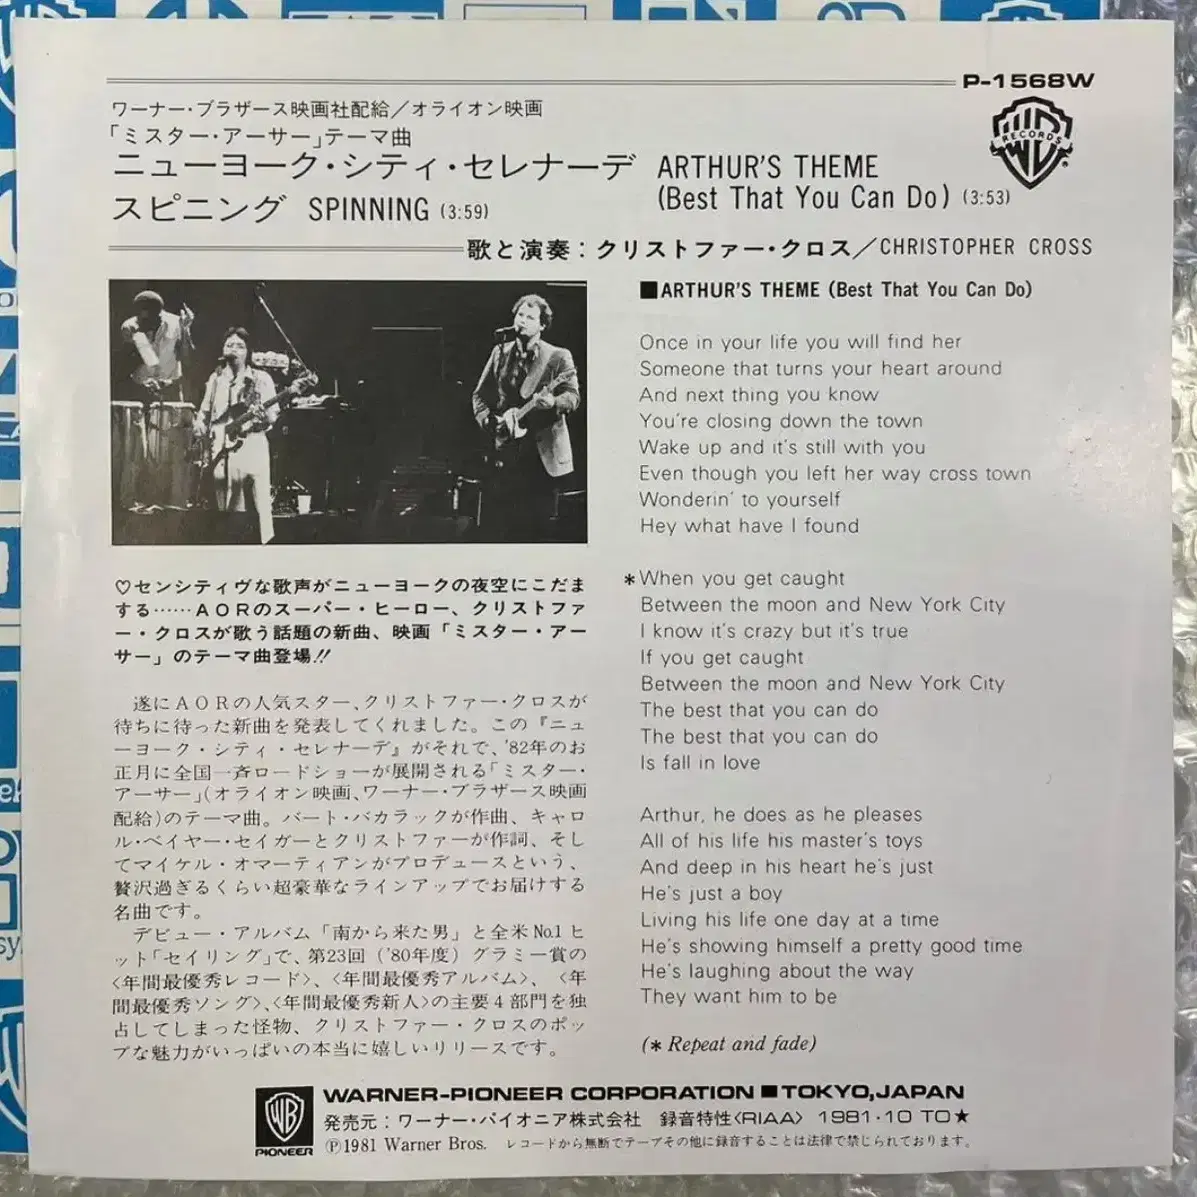 P-1568W
ワーナー・ブラザース映画社配給/オライオン映画
「ミスター・アーサー」テーマ曲
ニューヨーク・シティ・セレナーデ ARTHUR'S THEME
(Best That You Can Do) (3:53)
スピニング SPINNING (3:59)
RECORDS
歌と演奏:クリストファー・クロス/CHRISTOPHER CROSS
■ARTHUR'S THEME (Best That You Can Do)
Once in your life you will find her
Someone that turns your heart around
And next thing you know
You're closing down the town
Wake up and it's still with you
Even though you left her way cross town
Wonderin' to yourself
Hey what have I found
*When you get caught
Between the moon and New York City
I know it's crazy but it's true
If you get caught
Between the moon and New York City
The best that you can do
The best that you can do
Is fall in love
Arthur, he does as he pleases
All of his life his master's toys
And deep in his heart he's just
He's just a boy
Living his life one day at a time
He's showing himself a pretty good time
He's laughing about the way
They want him to be
(* Repeat and fade)
♡センシティヴな歌声がニューヨークの夜空にこだま
する……AORのスーパー・ヒーロー、クリストファ
ー・クロスが歌う話題の新曲、映画「ミスター・アー
サー」のテーマ曲登場!!
遂にAORの人気スター、クリストファー・クロスが
待ちに待った新曲を発表してくれました。この『ニュ
ーヨーク・シティ・セレナーデ』がそれで、'82年のお
正月に全国一斉ロードショーが展開される「ミスター・
アーサー」(オライオン映画、ワーナー・ブラザース映画
配給)のテーマ曲。バート・バカラックが作曲、キャロ
ル・ベイヤー・セイガーとクリストファーが作詞、そし
てマイケル・オマーティアンがプロデュースという、
贅沢過ぎるくらい超豪華なラインアップでお届けする
名曲です。
デビュー・アルバム「南から来た男」と全米No.1ヒ
ット「セイリング」で、第23回('80年度)グラミー賞の
〈年間最優秀レコード〉、〈年間最優秀アルバム〉、〈年
間最優秀ソング〉、〈年間最優秀新人〉の主要4部門を独
占してしまった怪物、クリストファー・クロスのポッ
プな魅力がいっぱいの本当に嬉しいリリースです。
PIONEER
WARNER-PIONEER CORPORATION ■ TOKYO, JAPAN
発売元:ワーナー・パイオニア株式会社 録音特性〈RIAA〉 1981・10 TO★
Ⓟ1981 Warner Bros. レコードから無断でテープその他に録音することは法律で禁じられております。